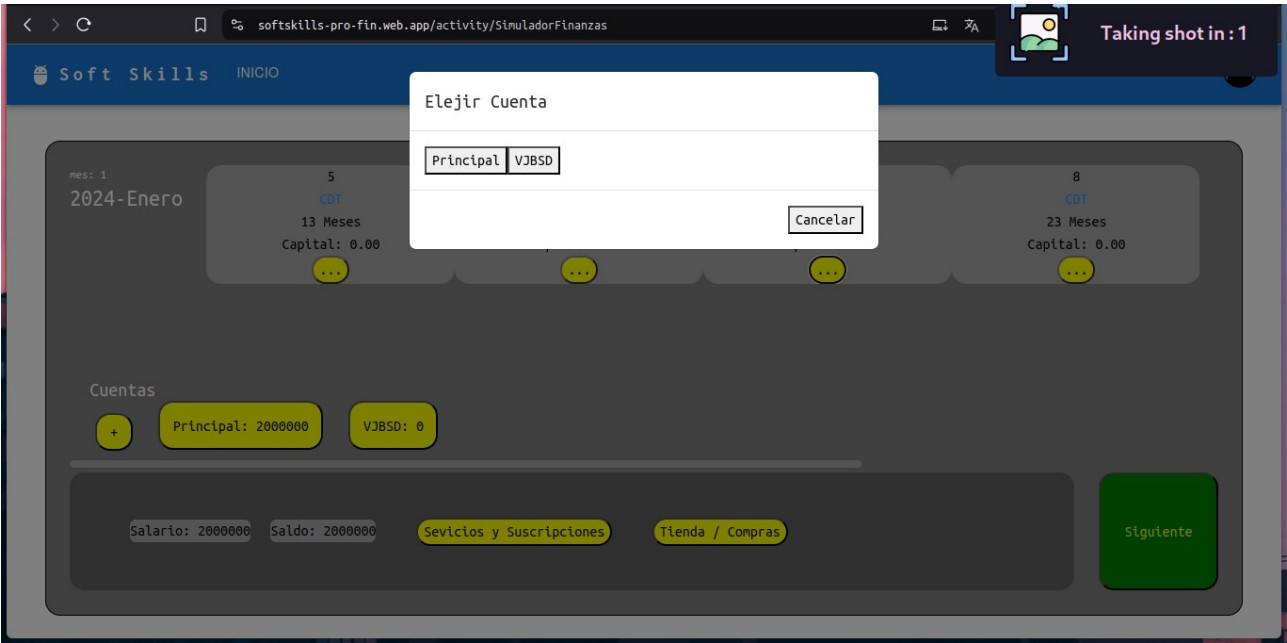 softskills-pro-fin.web.app/activity/SimuladorFinanzas
Taking shot in : 1
Soft Skills INICIO
Elejir Cuenta
Principal VJBSD
Cancelar
mes: 1
2024-Enero
5
CDT
13 Meses
Capital: 0.00
...
...
...
8
CDT
23 Meses
Capital: 0.00
...
Cuentas
+ Principal: 2000000 VJBSD: 0
Salario: 2000000 Saldo: 2000000 Sevicios y Suscripciones Tienda / Compras Siguiente